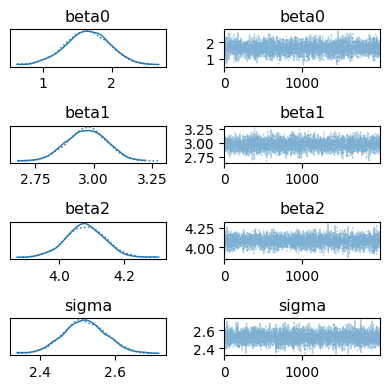 beta0 beta0
2
1
1 2 0 1000
beta1 beta1
3.25
3.00
2.75
2.75 3.00 3.25 0 1000
beta2 beta2
4.25
4.00
4.0 4.2 0 1000
sigma sigma
2.6
2.4
2.4 2.6 0 1000